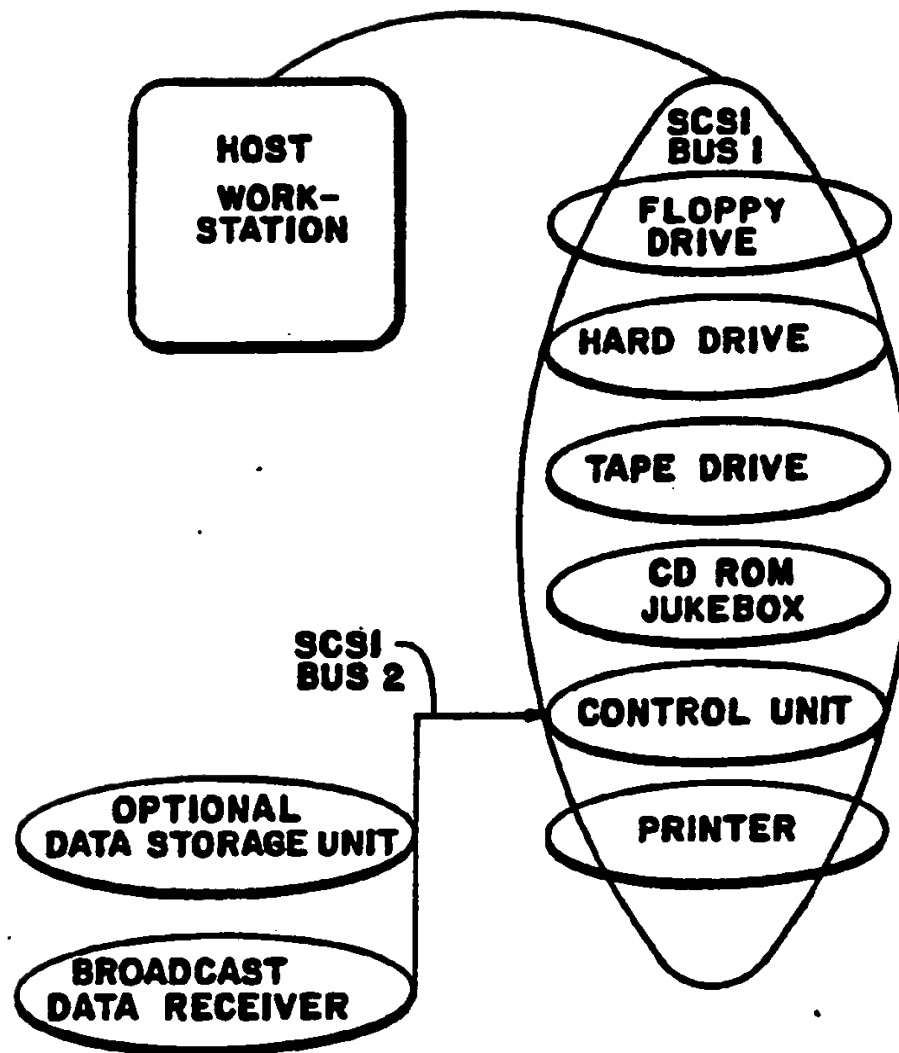 HOST
WORK-
STATION
SCSI
BUS 1
FLOPPY
DRIVE
HARD DRIVE
TAPE DRIVE
CD ROM
JUKEBOX
SCSI
BUS 2
CONTROL UNIT
OPTIONAL
DATA STORAGE UNIT
PRINTER
BROADCAST
DATA RECEIVER